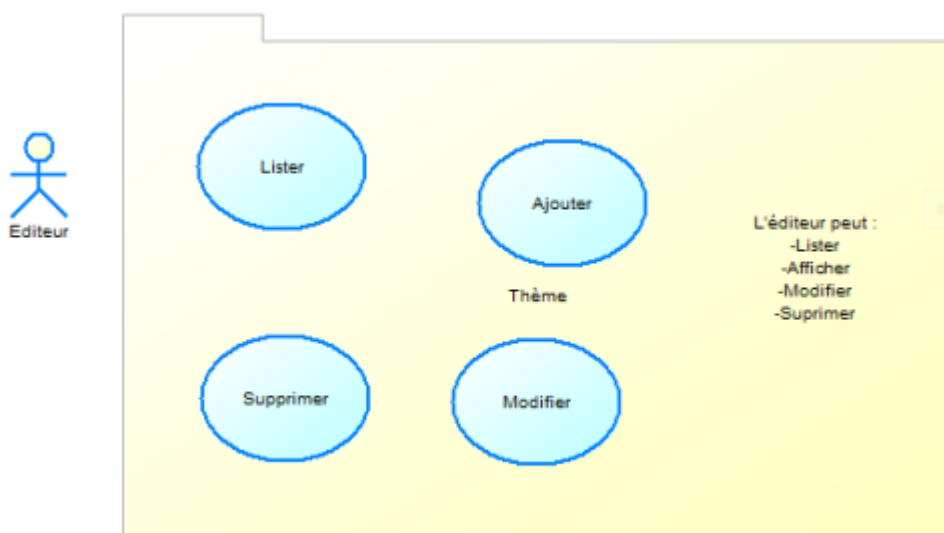 Editeur
Lister
Ajouter
Thème
Supprimer
Modifier
L'éditeur peut :
-Lister
-Afficher
-Modifier
-Suprimer